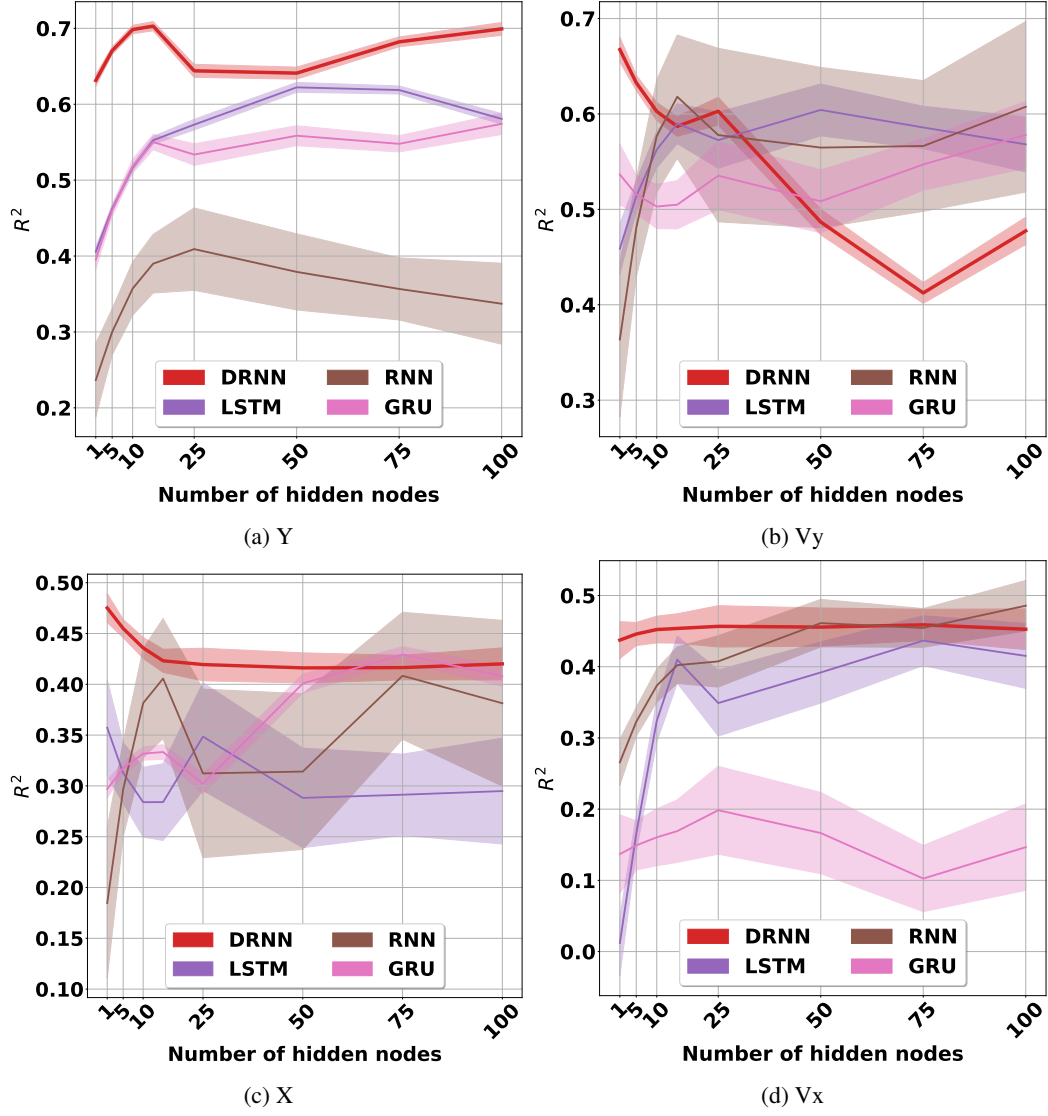 0.7
0.6
0.5
0.4
0.3
0.2
R²
1 5 10 25 50 75 100
Number of hidden nodes
DRNN RNN
LSTM GRU
(a) Y
0.7
0.6
0.5
0.4
0.3
R²
1 5 10 25 50 75 100
Number of hidden nodes
DRNN RNN
LSTM GRU
(b) Vy
0.50
0.45
0.40
0.35
0.30
0.25
0.20
0.15
0.10
R²
1 5 10 25 50 75 100
Number of hidden nodes
DRNN RNN
LSTM GRU
(c) X
0.5
0.4
0.3
0.2
0.1
0.0
R²
1 5 10 25 50 75 100
Number of hidden nodes
DRNN RNN
LSTM GRU
(d) Vx